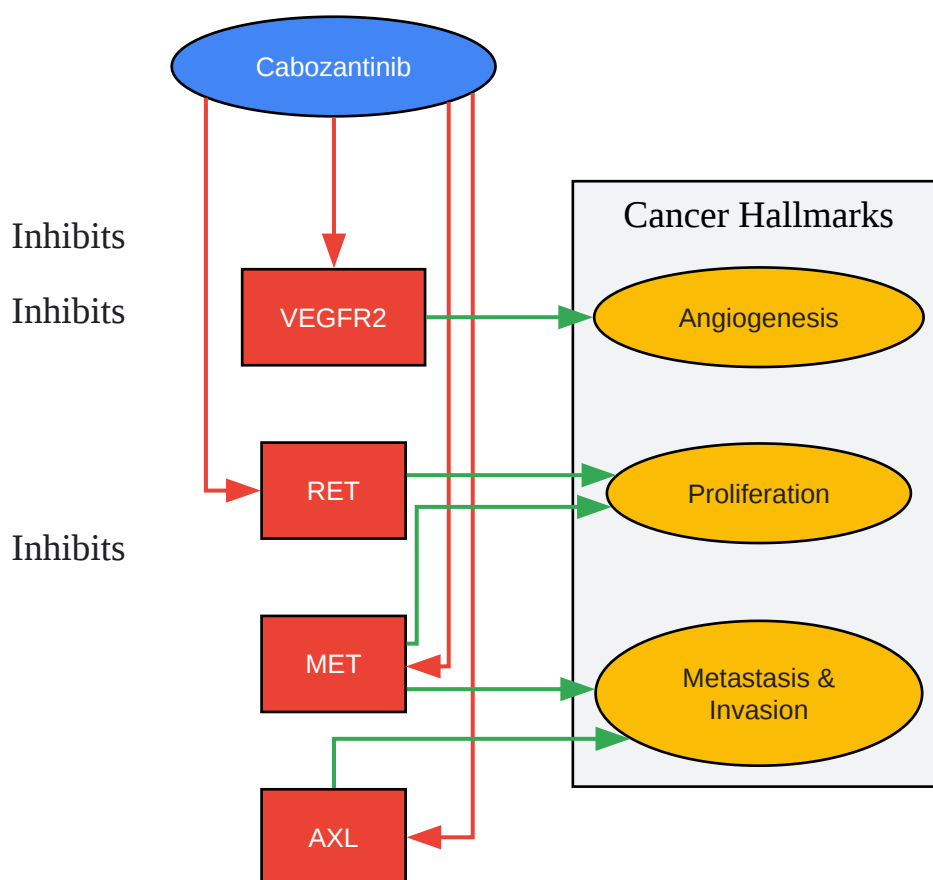 Cabozantinib
Cancer Hallmarks
Inhibits
Inhibits
VEGFR2
Angiogenesis
RET
Proliferation
Inhibits
MET
Metastasis &
Invasion
AXL